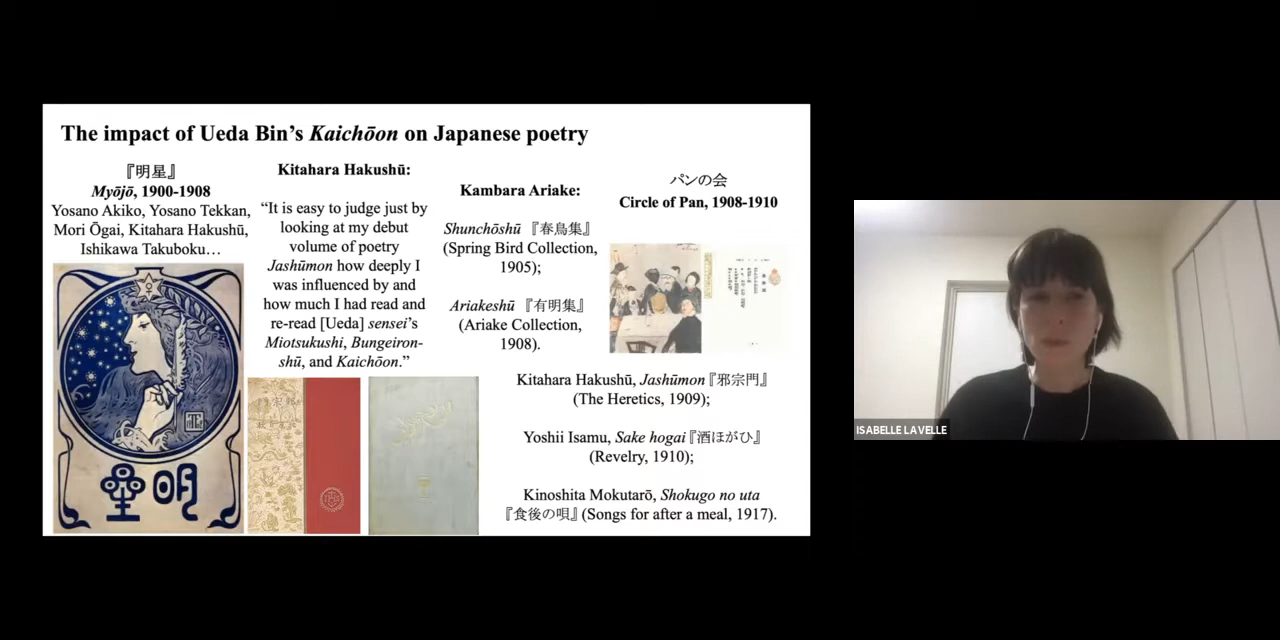 The impact of Ueda Bin's Kaichōon on Japanese poetry
『明星』
Myōjō, 1900-1908
Yosano Akiko, Yosano Tekkan,
Mori Ōgai, Kitahara Hakushū,
Ishikawa Takuboku…
明星
Kitahara Hakushū:
“It is easy to judge just by
looking at my debut
volume of poetry
Jashūmon how deeply I
was influenced by and
how much I had read and
re-read [Ueda] sensei's
Miotsukushi, Bungeiron-
shū, and Kaichōon.”
Kambara Ariake:
Shunchōshū 『春鳥集』
(Spring Bird Collection,
1905);
Ariakeshū 『有明集』
(Ariake Collection,
1908).
パンの会
Circle of Pan, 1908-1910
Kitahara Hakushū, Jashūmon『邪宗門』
(The Heretics, 1909);
Yoshii Isamu, Sake hogai『酒ほがひ』
(Revelry, 1910);
Kinoshita Mokutarō, Shokugo no uta
『食後の唄』(Songs for after a meal, 1917).
ISABELLE LAVELLE